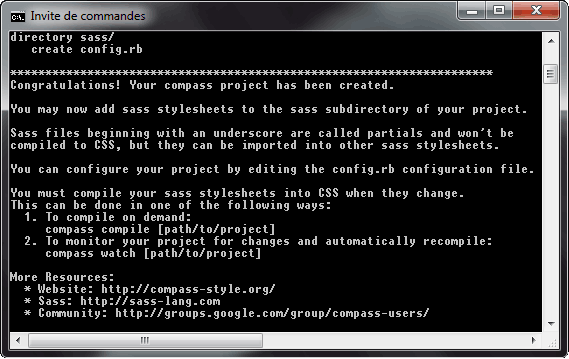 Invite de commandes
directory sass/
create config.rb
*********************************************************************
Congratulations! Your compass project has been created.
You may now add sass stylesheets to the sass subdirectory of your project.
Sass files beginning with an underscore are called partials and won't be
compiled to CSS, but they can be imported into other sass stylesheets.
You can configure your project by editing the config.rb configuration file.
You must compile your sass stylesheets into CSS when they change.
This can be done in one of the following ways:
1. To compile on demand:
compass compile [path/to/project]
2. To monitor your project for changes and automatically recompile:
compass watch [path/to/project]
More Resources:
* Website: http://compass-style.org/
* Sass: http://sass-lang.com
* Community: http://groups.google.com/group/compass-users/